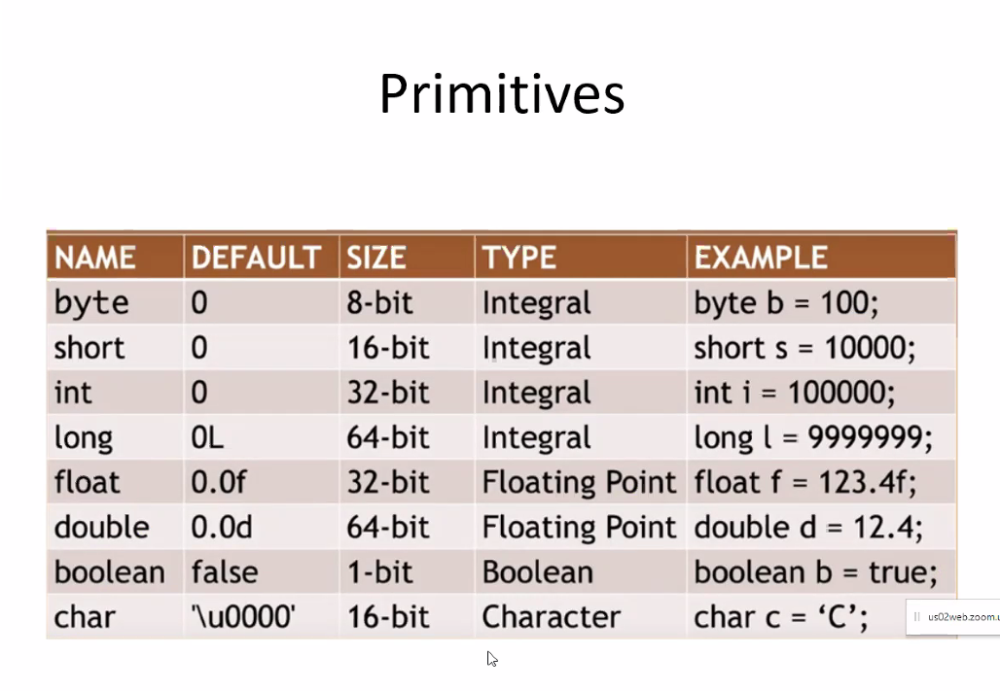 Primitives
NAME DEFAULT SIZE TYPE EXAMPLE
byte 0 8-bit Integral byte b = 100;
short 0 16-bit Integral short s = 10000;
int 0 32-bit Integral int i = 100000;
long 0L 64-bit Integral long l = 9999999;
float 0.0f 32-bit Floating Point float f = 123.4f;
double 0.0d 64-bit Floating Point double d = 12.4;
boolean false 1-bit Boolean boolean b = true;
char '\u0000' 16-bit Character char c = ‘C’;
us02web.zoom.u